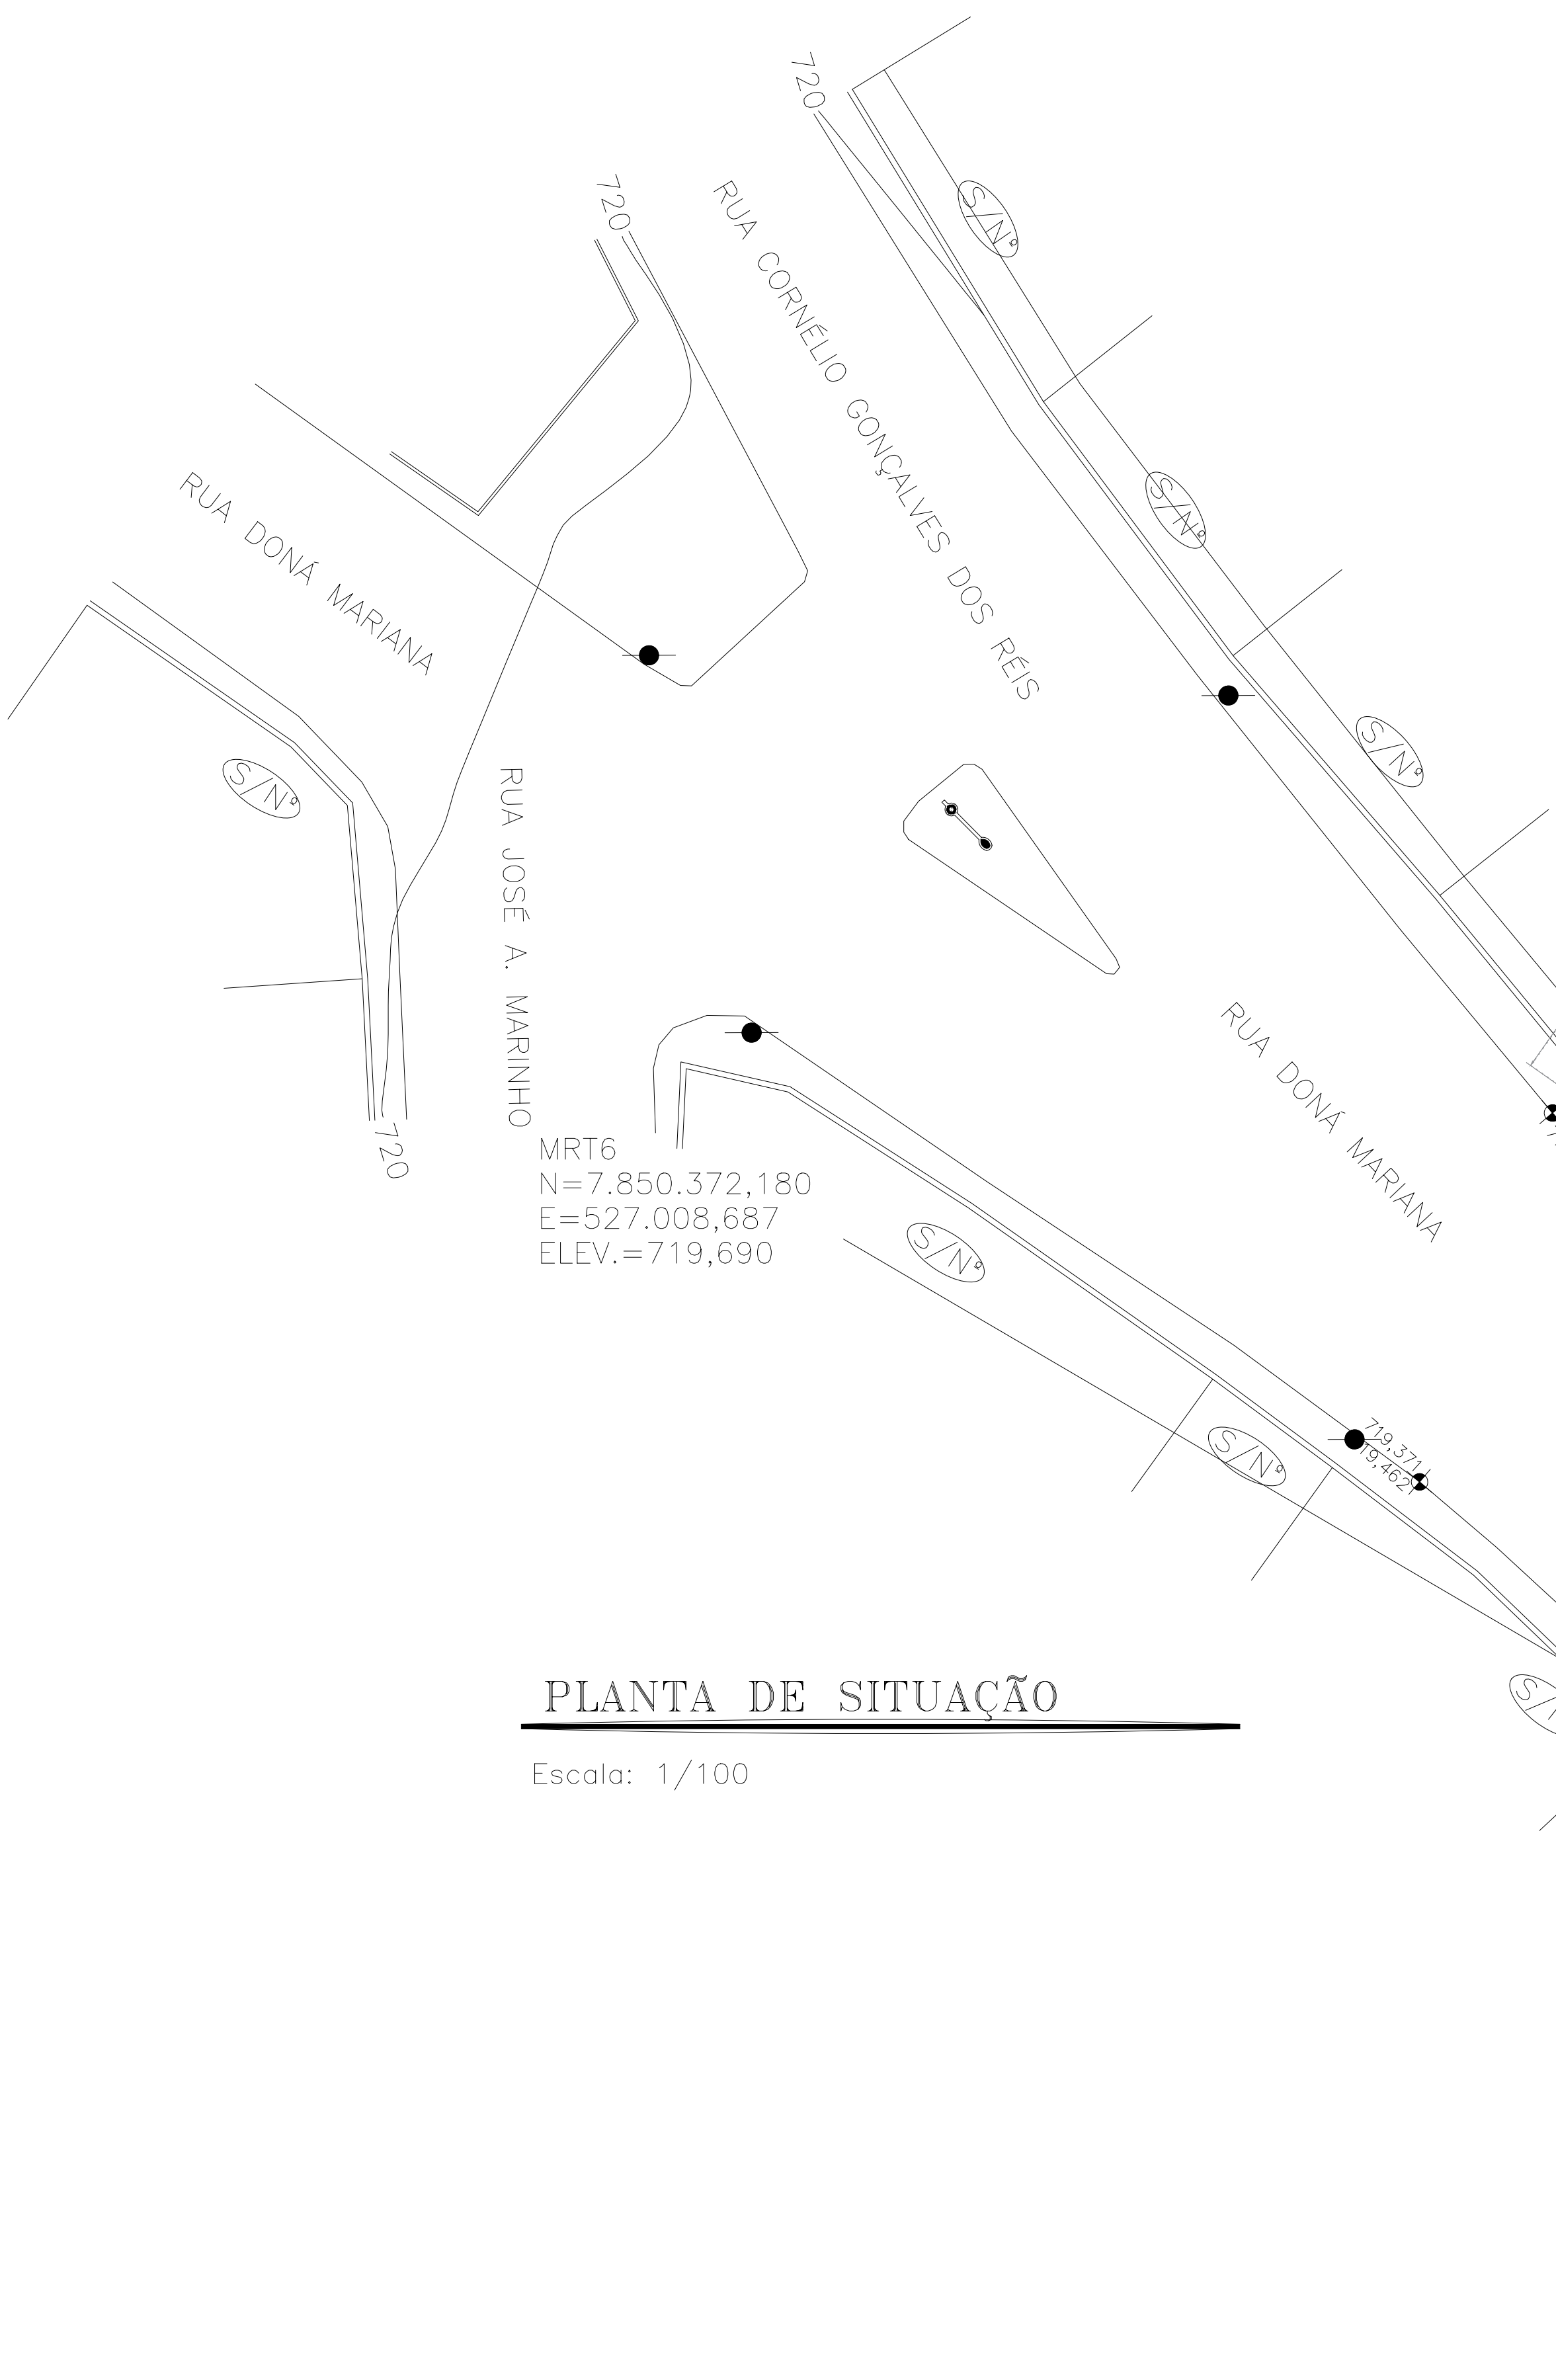 720
720
S/Nº
RUA CORNÉLIO GONÇALVES DOS RÉIS
S/Nº
RUA DONÁ MARIANA
S/Nº
S/Nº
RUA JOSÉ A. MARINHO
RUA DONÁ MARIANA
720
MRT6
N=7.850.372,180
E=527.008,687
ELEV.=719,690
S/Nº
719,371
19,462
S/Nº
PLANTA DE SITUAÇÃO
Escala: 1/100